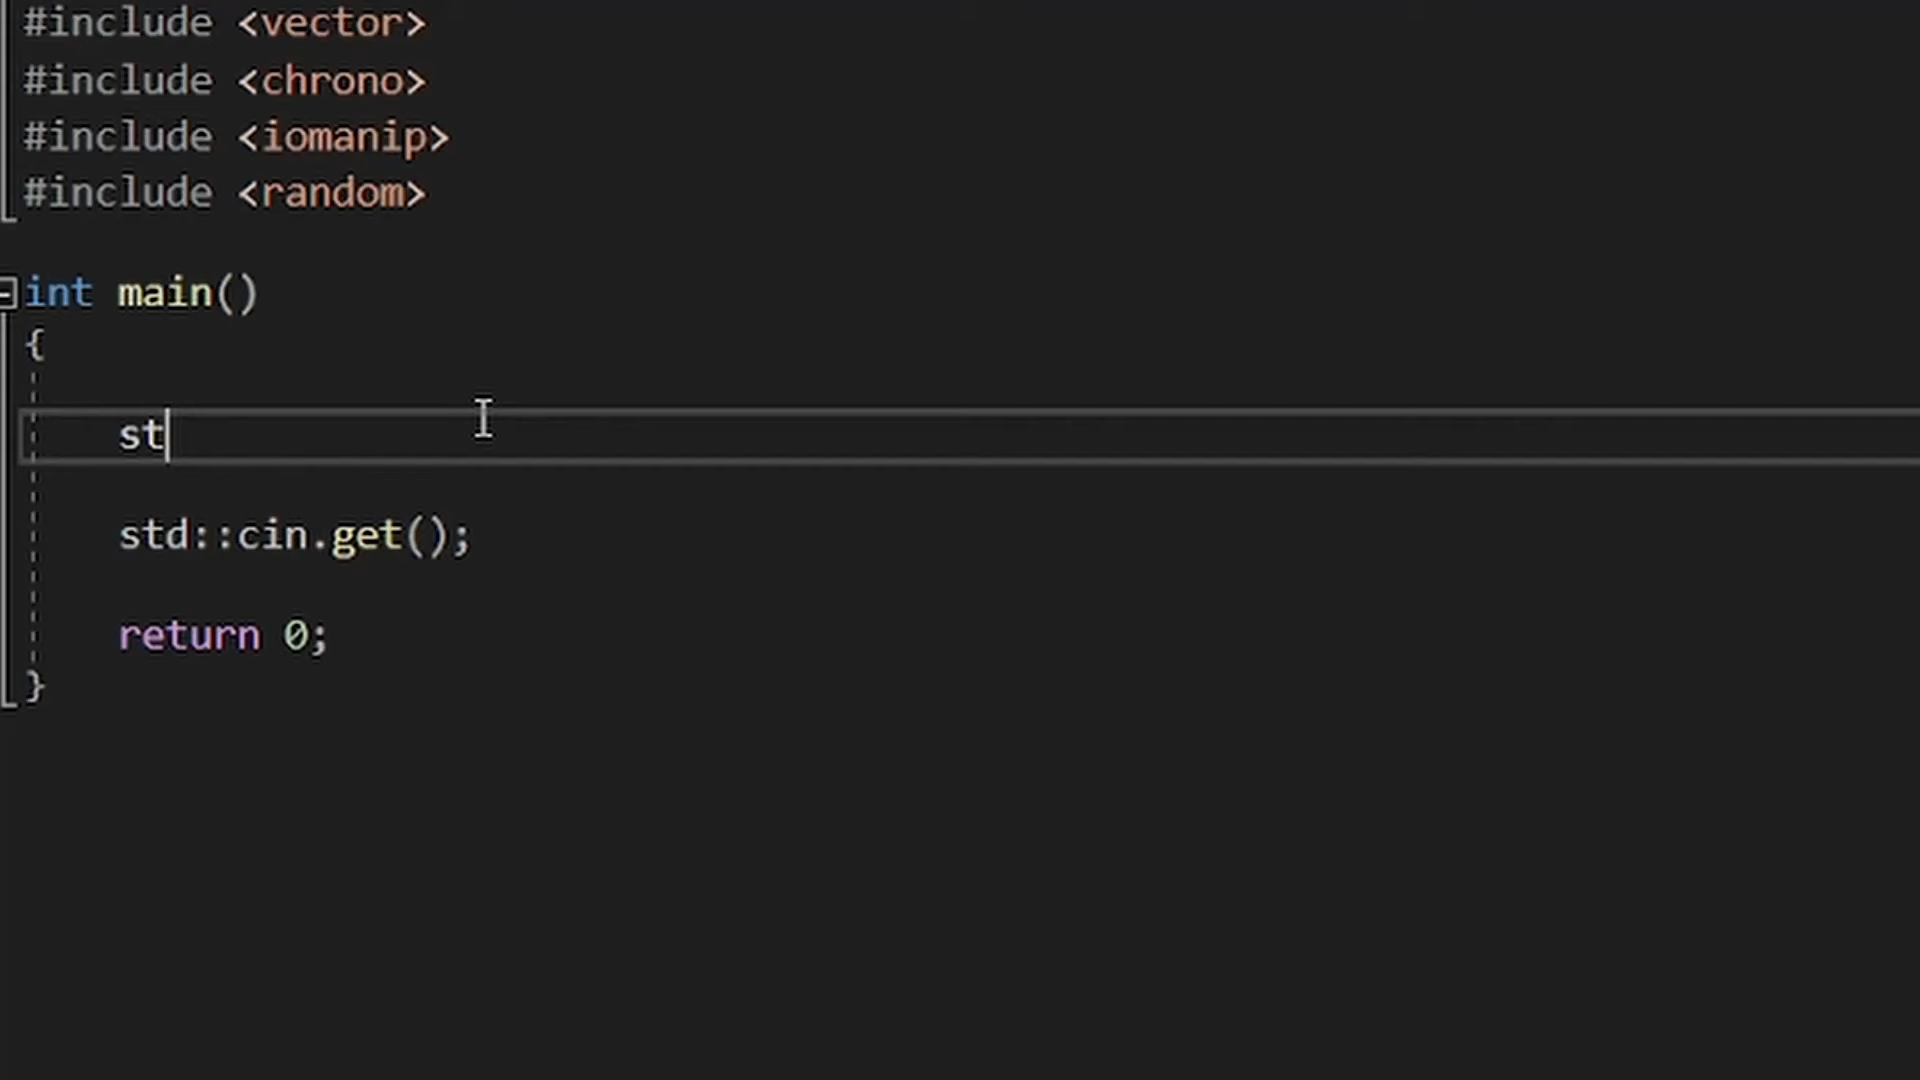 #include <vector>
#include <chrono>
#include <iomanip>
#include <random>
int main()
{
st
std::cin.get();
return 0;
}